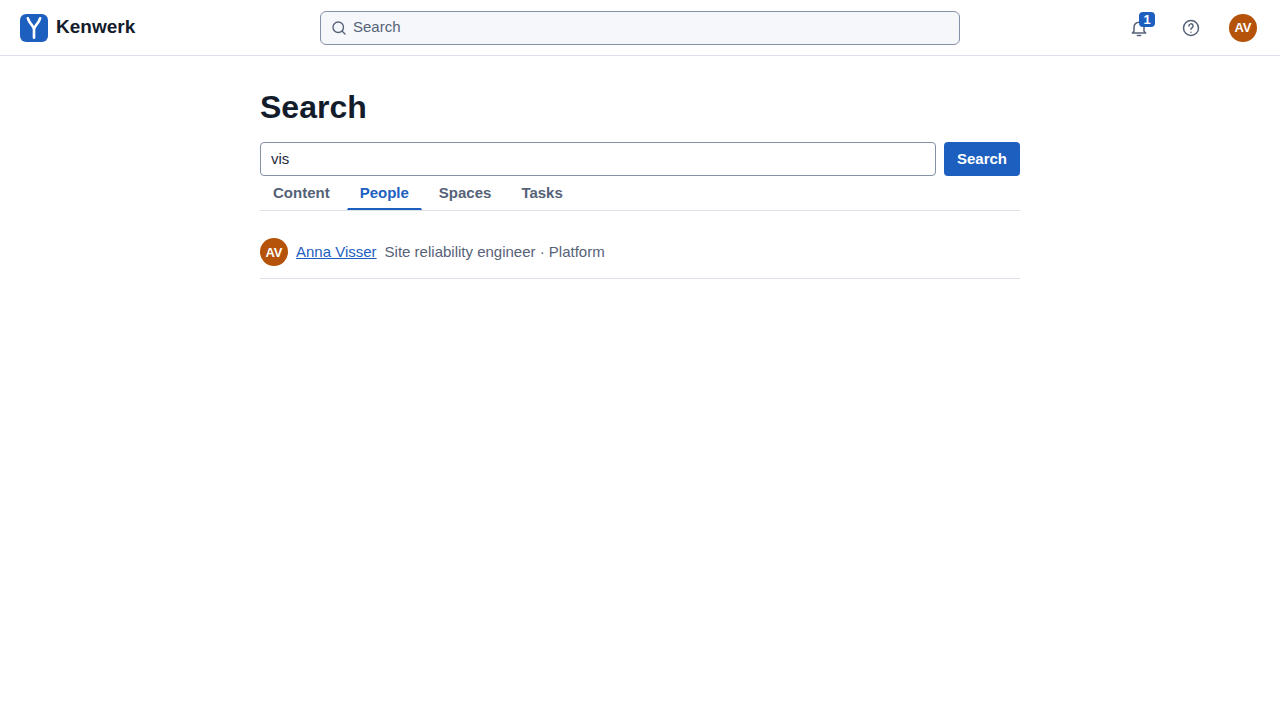 Kenwerk
Search
1
AV
Search
vis
Search
Content People Spaces Tasks
AV Anna Visser Site reliability engineer · Platform